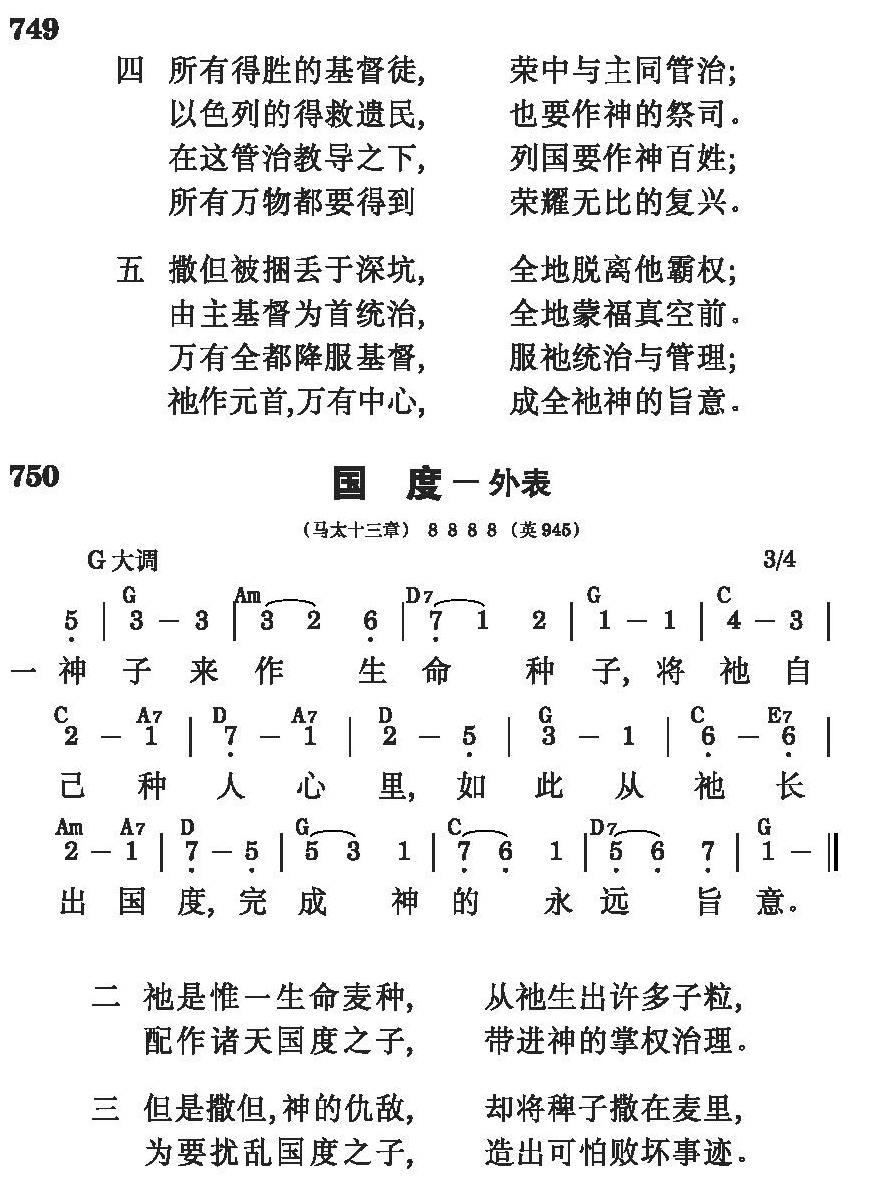 749
四 所有得胜的基督徒, 荣中与主同管治;
以色列的得救遗民, 也要作神的祭司。
在这管治教导之下, 列国要作神百姓;
所有万物都要得到 荣耀无比的复兴。
五 撒但被捆丢于深坑, 全地脱离他霸权;
由主基督为首统治, 全地蒙福真空前。
万有全都降服基督, 服祂统治与管理;
祂作元首,万有中心, 成全祂神的旨意。
750 国 度－外表
(马太十三章) 8 8 8 8 (英945)
G大调 3/4
G Am D7 G C
5̣ | 3 － 3 | 3 2 6̣ | 7̣ 1 2 | 1 － 1 | 4 － 3 |
一 神 子 来 作 生 命 种 子, 将 祂 自
C A7 D A7 D G C E7
2 － 1 | 7̣ － 1 | 2 － 5̣ | 3 － 1 | 6̣ － 6̣ |
己 种 人 心 里, 如 此 从 祂 长
Am A7 D G C D7 G
2 － 1 | 7̣ － 5̣ | 5 3 1 | 7̣ 6̣ 1 | 5̣ 6̣ 7̣ | 1 － ‖
出 国 度, 完 成 神 的 永 远 旨 意。
二 祂是惟一生命麦种, 从祂生出许多子粒,
配作诸天国度之子, 带进神的掌权治理。
三 但是撒但,神的仇敌, 却将稗子撒在麦里,
为要扰乱国度之子, 造出可怕败坏事迹。